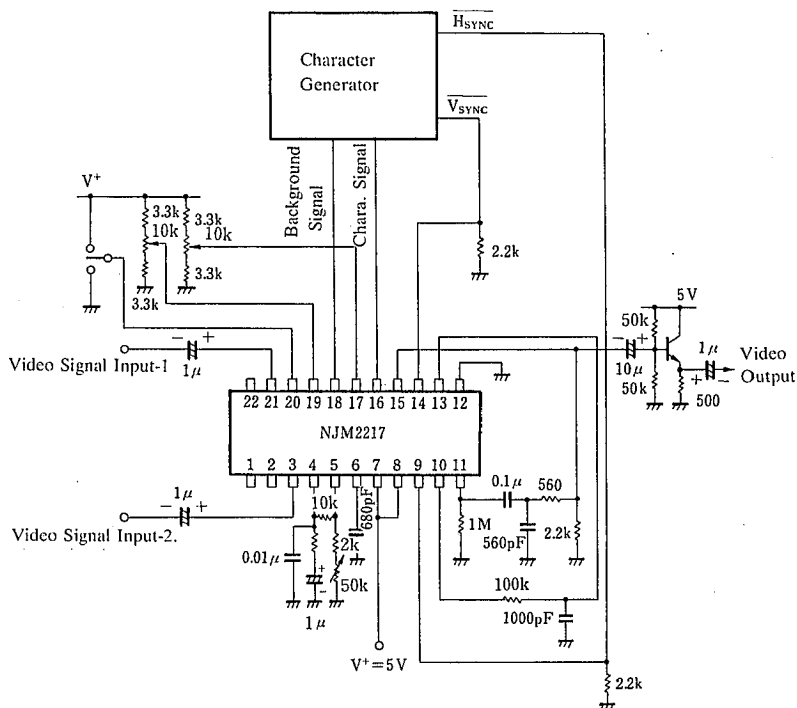 H̅S̅Y̅N̅C̅
Character
Generator
V̅S̅Y̅N̅C̅
Background
Signal
Chara. Signal
V⁺
3.3k
3.3k
10k
10k
3.3k
3.3k
2.2k
5V
50k
Video Signal Input-1
− +
1μ
− +
10μ
50k
1μ
+ −
500
Video
Output
22 21 20 19 18 17 16 15 14 13 12
NJM2217
1 2 3 4 5 6 7 8 9 10 11
Video Signal Input-2.
1μ
− +
10k
680pF
0.1μ
560
0.01μ
2k
1M
560pF
2.2k
+
−
50k
1μ
100k
1000pF
V⁺=5V
2.2k